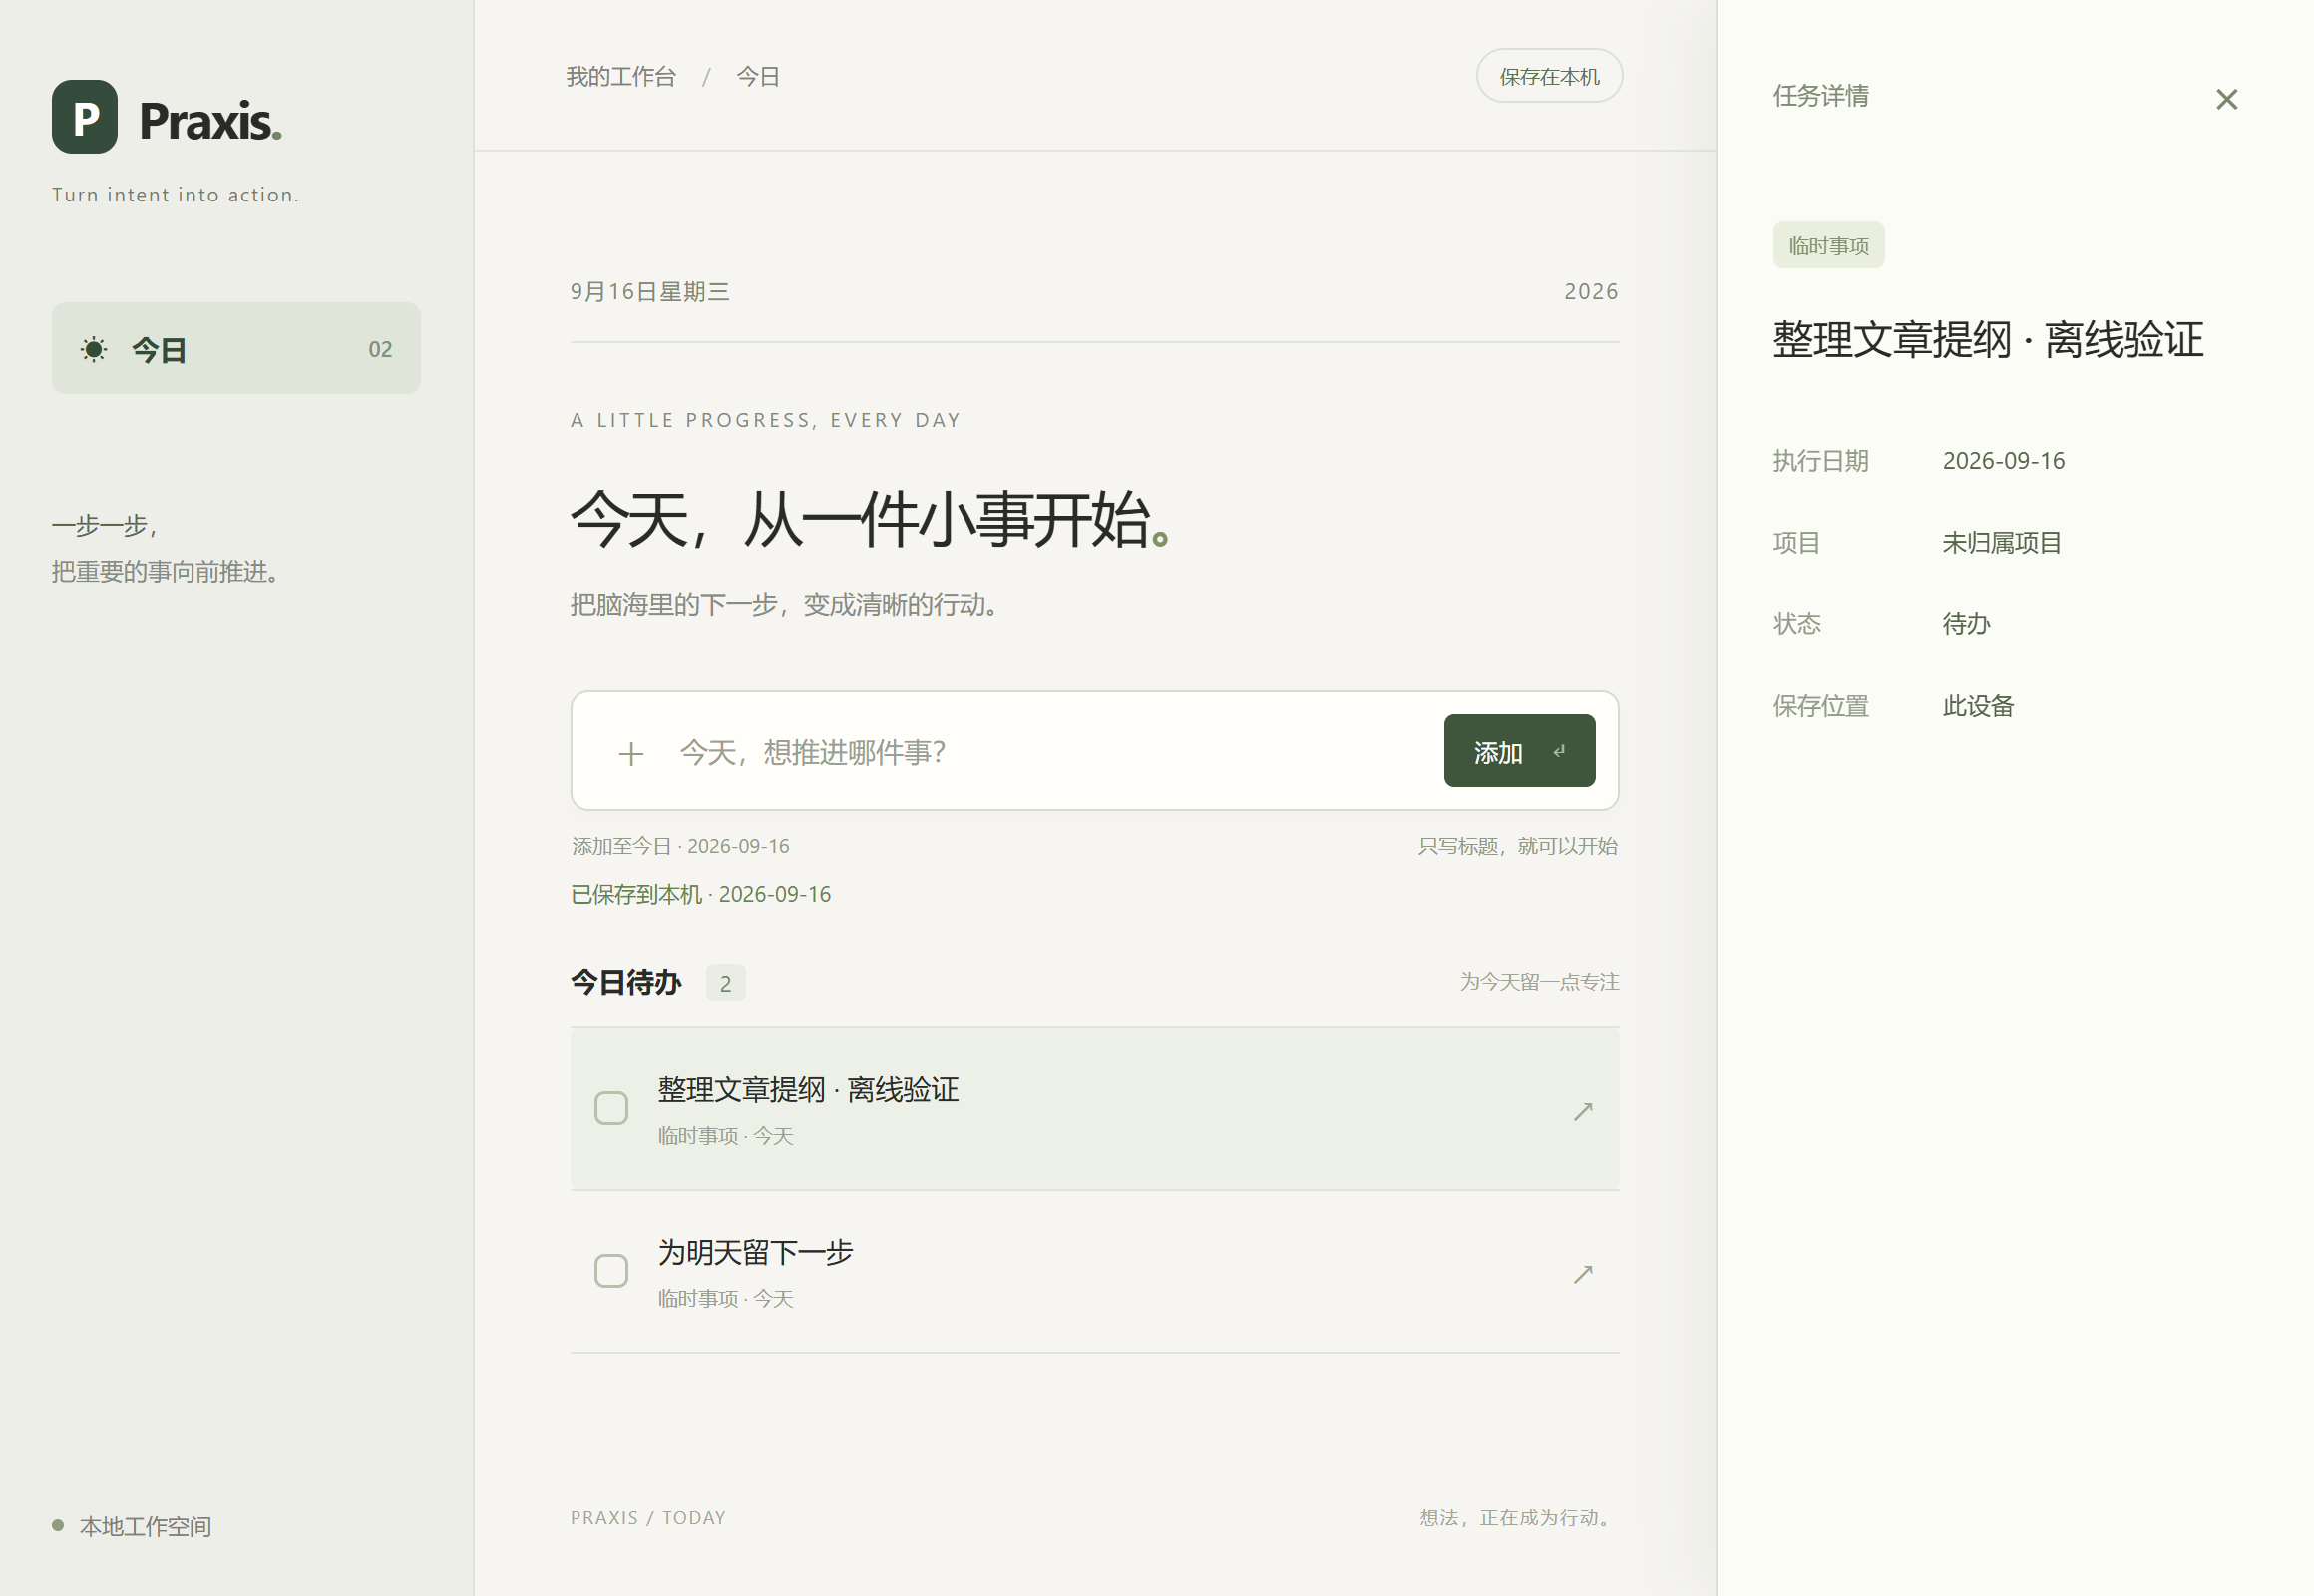 P Praxis.
Turn intent into action.
今日 02
一步一步，
把重要的事向前推进。
本地工作空间
我的工作台 / 今日
保存在本机
9月16日星期三
2026
A LITTLE PROGRESS, EVERY DAY
今天，从一件小事开始。
把脑海里的下一步，变成清晰的行动。
今天，想推进哪件事？
添加
添加至今日 · 2026-09-16
只写标题，就可以开始
已保存到本机 · 2026-09-16
今日待办 2
为今天留一点专注
整理文章提纲 · 离线验证
临时事项 · 今天
为明天留下一步
临时事项 · 今天
PRAXIS / TODAY
想法，正在成为行动。
任务详情
临时事项
整理文章提纲 · 离线验证
执行日期 2026-09-16
项目 未归属项目
状态 待办
保存位置 此设备